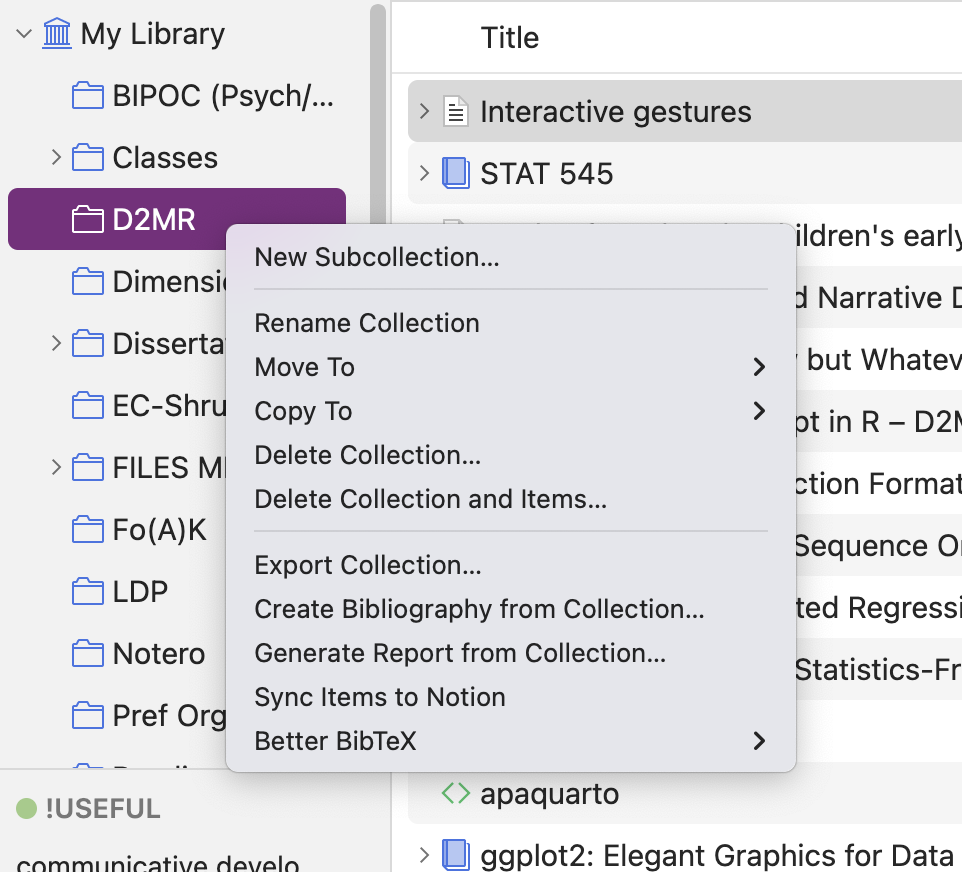 My Library
BIPOC (Psych/...
Classes
D2MR
Dimensi
Disserta
EC-Shru
FILES M
Fo(A)K
LDP
Notero
Pref Org
!USEFUL
communicative develo
New Subcollection...
Rename Collection
Move To
Copy To
Delete Collection...
Delete Collection and Items...
Export Collection...
Create Bibliography from Collection...
Generate Report from Collection...
Sync Items to Notion
Better BibTeX
Title
Interactive gestures
STAT 545
ildren's early
d Narrative D
but Whatev
pt in R – D2M
ction Format
Sequence Or
ted Regressi
Statistics-Fr
apaquarto
ggplot2: Elegant Graphics for Data